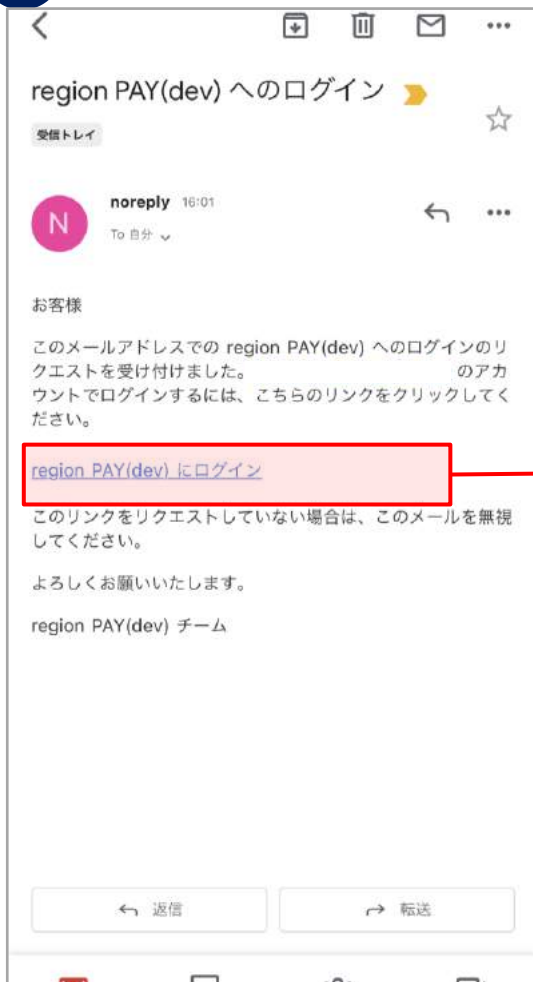 region PAY(dev) へのログイン
受信トレイ
N
noreply 16:01
To 自分
お客様
このメールアドレスでの region PAY(dev) へのログインのリ
クエストを受け付けました。 のアカ
ウントでログインするには、こちらのリンクをクリックしてく
ださい。
region PAY(dev) にログイン
このリンクをリクエストしていない場合は、このメールを無視
してください。
よろしくお願いいたします。
region PAY(dev) チーム
返信 転送